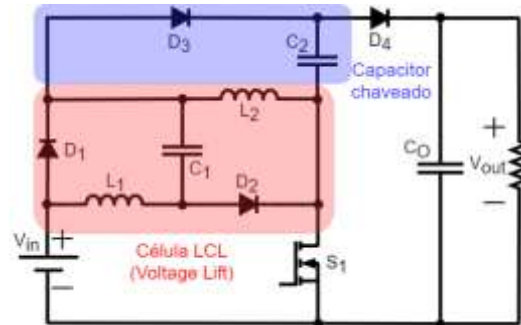 D3
C2
D4
Capacitor
chaveado
L2
D1
C1
CO
+
Vout
−
L1
D2
Vin
+
−
Célula LCL
(Voltage Lift)
S1